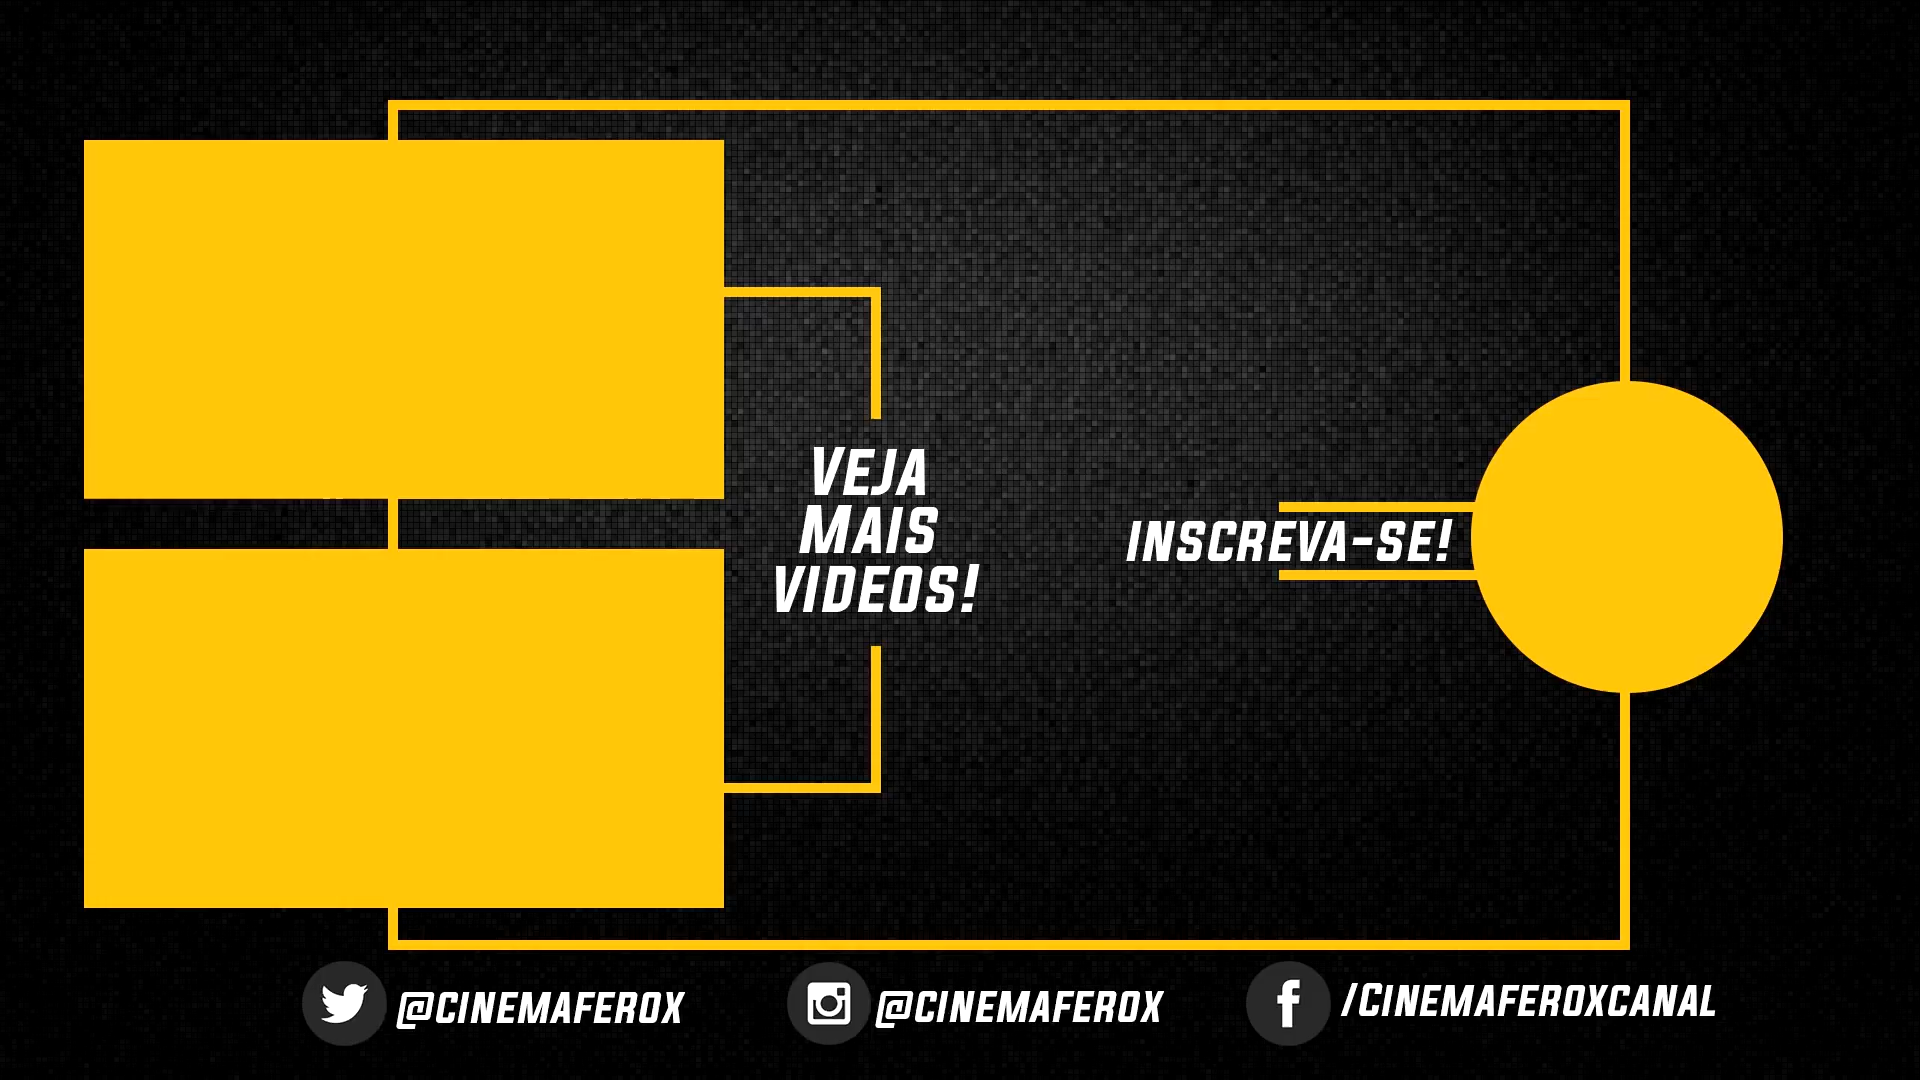 VEJA
MAIS
VIDEOS!
INSCREVA-SE!
@CINEMAFEROX
@CINEMAFEROX
/CINEMAFEROXCANAL